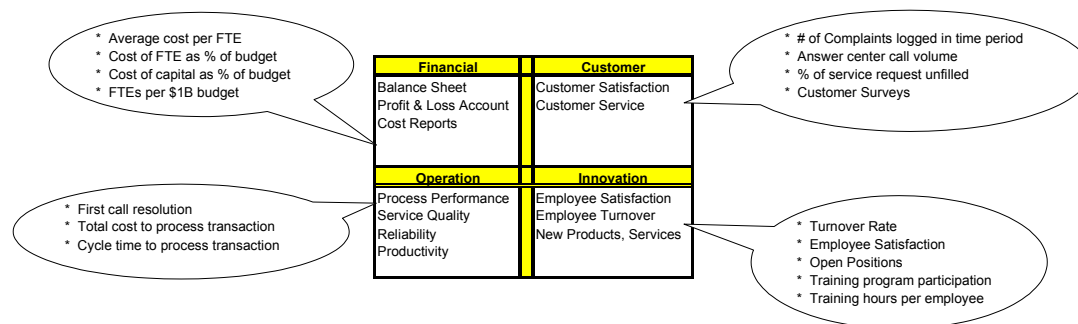 * Average cost per FTE
* Cost of FTE as % of budget
* Cost of capital as % of budget
* FTEs per $1B budget
* # of Complaints logged in time period
* Answer center call volume
* % of service request unfilled
* Customer Surveys
Financial
Balance Sheet
Profit & Loss Account
Cost Reports
Customer
Customer Satisfaction
Customer Service
Operation
Process Performance
Service Quality
Reliability
Productivity
Innovation
Employee Satisfaction
Employee Turnover
New Products, Services
* First call resolution
* Total cost to process transaction
* Cycle time to process transaction
* Turnover Rate
* Employee Satisfaction
* Open Positions
* Training program participation
* Training hours per employee